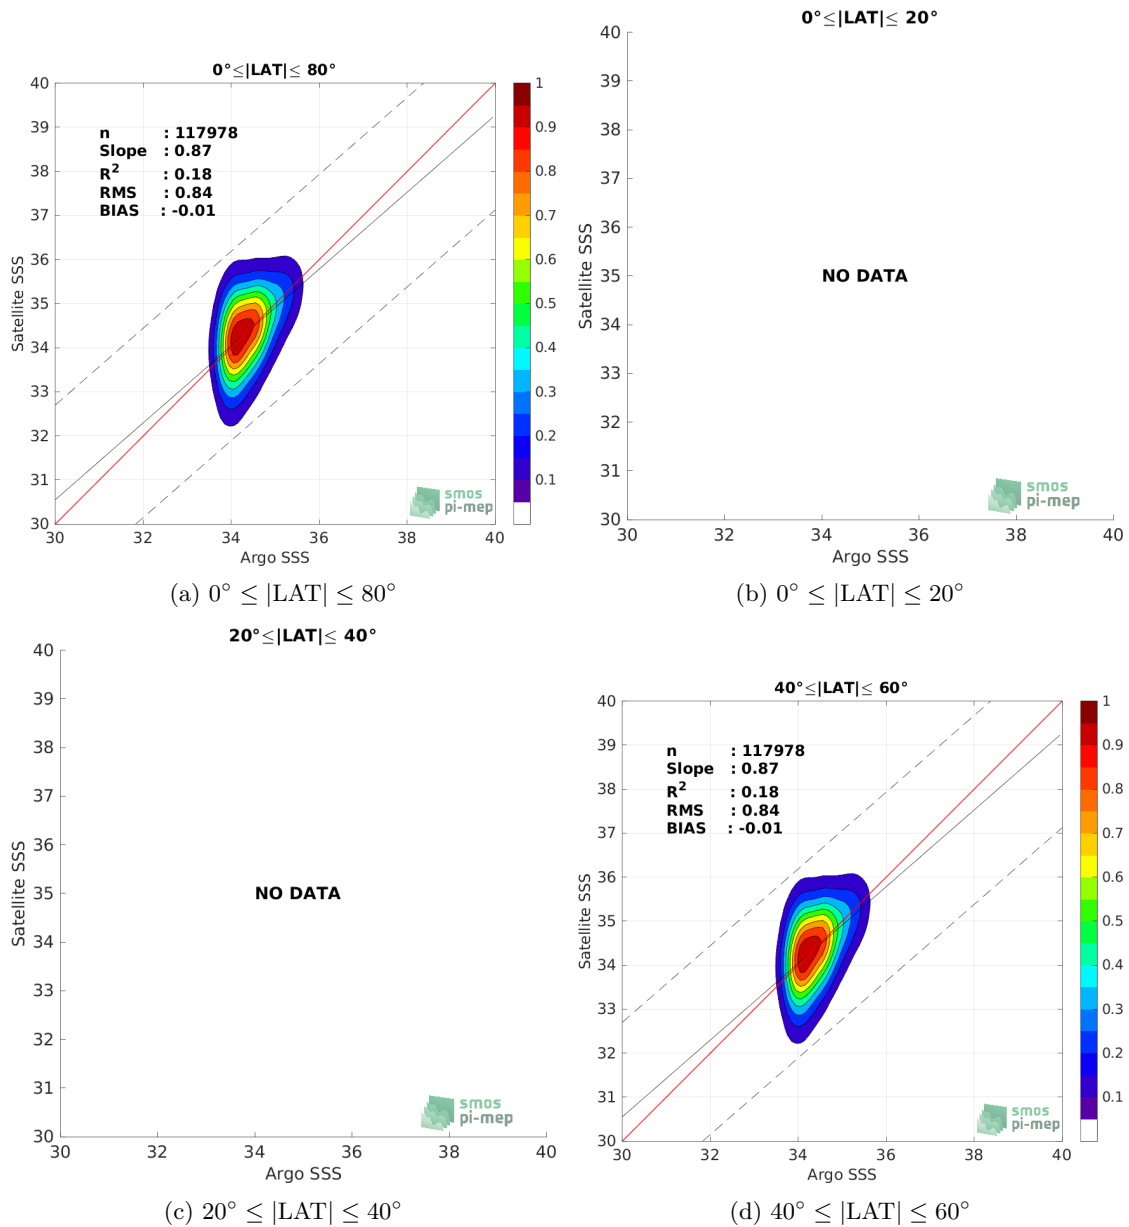 0°≤|LAT|≤ 80°
40
39
38
37
36
35
34
33
32
31
30
Satellite SSS
n : 117978
Slope : 0.87
R² : 0.18
RMS : 0.84
BIAS : -0.01
1
0.9
0.8
0.7
0.6
0.5
0.4
0.3
0.2
0.1
smos
pi-mep
30 32 34 36 38 40
Argo SSS
(a) 0° ≤ |LAT| ≤ 80°
0°≤|LAT|≤ 20°
40
39
38
37
36
35
34
33
32
31
30
Satellite SSS
NO DATA
smos
pi-mep
30 32 34 36 38 40
Argo SSS
(b) 0° ≤ |LAT| ≤ 20°
20°≤|LAT|≤ 40°
40
39
38
37
36
35
34
33
32
31
30
Satellite SSS
NO DATA
smos
pi-mep
30 32 34 36 38 40
Argo SSS
(c) 20° ≤ |LAT| ≤ 40°
40°≤|LAT|≤ 60°
40
39
38
37
36
35
34
33
32
31
30
Satellite SSS
n : 117978
Slope : 0.87
R² : 0.18
RMS : 0.84
BIAS : -0.01
1
0.9
0.8
0.7
0.6
0.5
0.4
0.3
0.2
0.1
smos
pi-mep
30 32 34 36 38 40
Argo SSS
(d) 40° ≤ |LAT| ≤ 60°